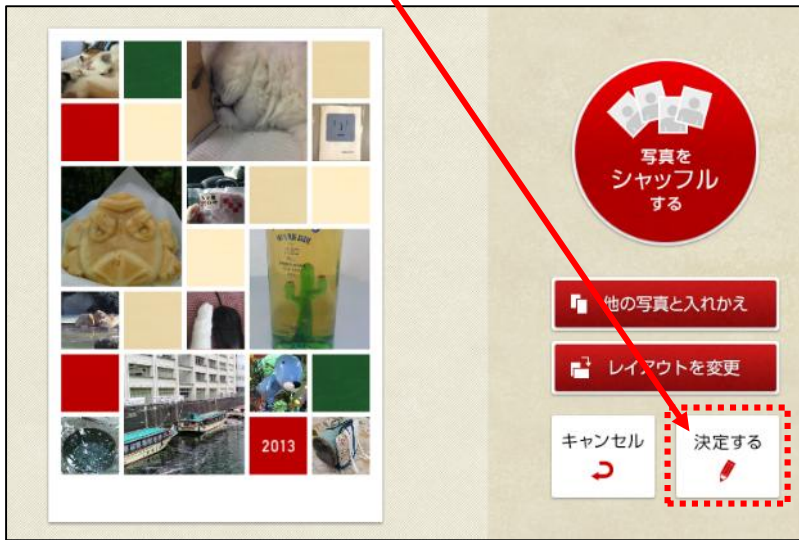 2013
写真を
シャッフル
する
他の写真と入れかえ
レイアウトを変更
キャンセル
決定する